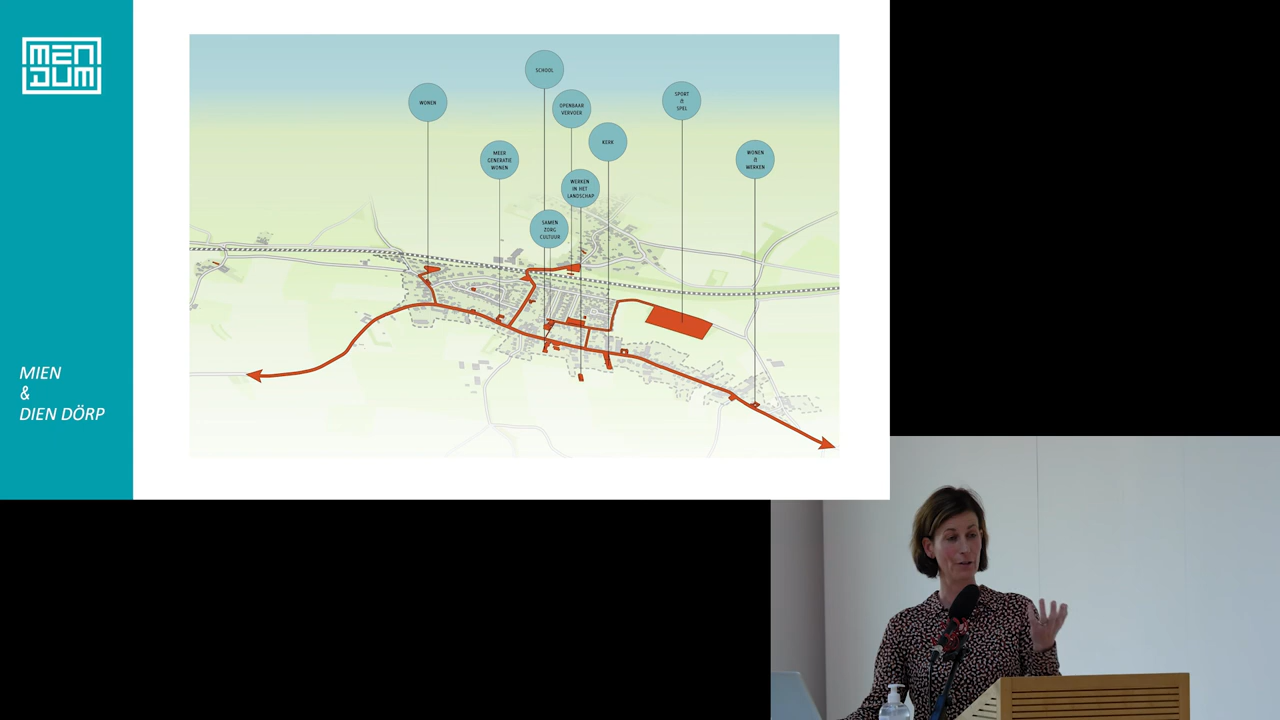 MEN
DUM
MIEN
&
DIEN DÖRP
WONEN
SCHOOL
OPENBAAR
VERVOER
MEER
GENERATIE
WONEN
KERK
WERKEN
IN HET
LANDSCHAP
SAMEN
ZORG
CULTUUR
SPORT
&
SPEL
WONEN
&
WERKEN